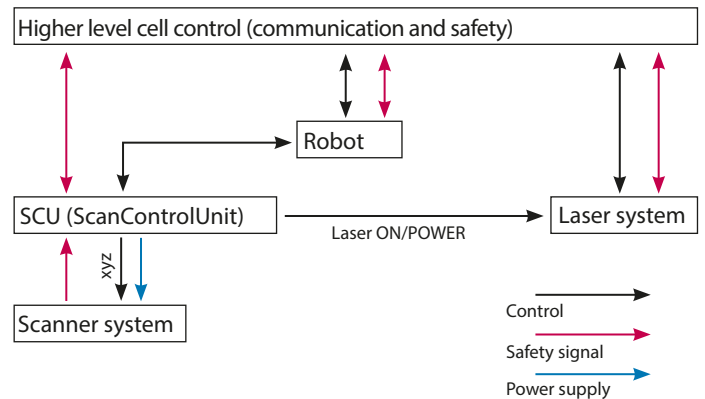 Higher level cell control (communication and safety)
Robot
SCU (ScanControlUnit)
Laser system
Laser ON/POWER
xyz
Scanner system
Control
Safety signal
Power supply